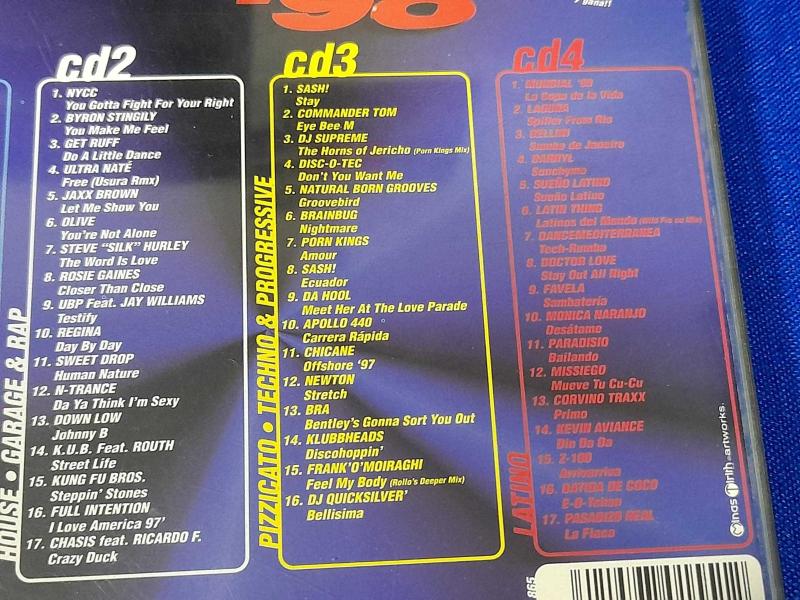 '98
gana!!
cd2
HOUSE • GARAGE & RAP
1. NYCC
You Gotta Fight For Your Right
2. BYRON STINGILY
You Make Me Feel
3. GET RUFF
Do A Little Dance
4. ULTRA NATÉ
Free (Usura Rmx)
5. JAXX BROWN
Let Me Show You
6. OLIVE
You're Not Alone
7. STEVE "SILK" HURLEY
The Word Is Love
8. ROSIE GAINES
Closer Than Close
9. UBP Feat. JAY WILLIAMS
Testify
10. REGINA
Day By Day
11. SWEET DROP
Human Nature
12. N-TRANCE
Da Ya Think I'm Sexy
13. DOWN LOW
Johnny B
14. K.U.B. Feat. ROUTH
Street Life
15. KUNG FU BROS.
Steppin' Stones
16. FULL INTENTION
I Love America 97'
17. CHASIS feat. RICARDO F.
Crazy Duck
cd3
PIZZICATO • TECHNO & PROGRESSIVE
1. SASH!
Stay
2. COMMANDER TOM
Eye Bee M
3. DJ SUPREME
The Horns of Jericho (Porn Kings Mix)
4. DISC-O-TEC
Don't You Want Me
5. NATURAL BORN GROOVES
Groovebird
6. BRAINBUG
Nightmare
7. PORN KINGS
Amour
8. SASH!
Ecuador
9. DA HOOL
Meet Her At The Love Parade
10. APOLLO 440
Carrera Rápida
11. CHICANE
Offshore '97
12. NEWTON
Stretch
13. BRA
Bentley's Gonna Sort You Out
14. KLUBBHEADS
Discohoppin'
15. FRANK'O'MOIRAGHI
Feel My Body (Rollo's Deeper Mix)
16. DJ QUICKSILVER'
Bellisima
cd4
LATINO
1. MUNDIAL '98
La Copa de la Vida
2. LAGUNA
Spiller From Rio
3. BELLINI
Samba de Janeiro
4. DARRYL
5. SUEÑO LATINO
Sueño Latino
6. LATIN THING
Latinos del Mundo
7. DANCEMEDITERRANEA
Tech-Rumba
8. DOCTOR LOVE
Stay Out All Night
9. FAVELA
Sambatería
10. MONICA NARANJO
Desátame
11. PARADISIO
Bailando
12. MISSIEGO
Mueve Tu Cu-Cu
13. CORVINO TRAXX
Primo
14. KEVIN AVIANCE
Din Da Da
15. Z-100
Arrivarriva
16. BATIDA DE COCO
E-O-Tchan
17. PASADIZO REAL
La Flaca
Minas Tirith-artworks.
865